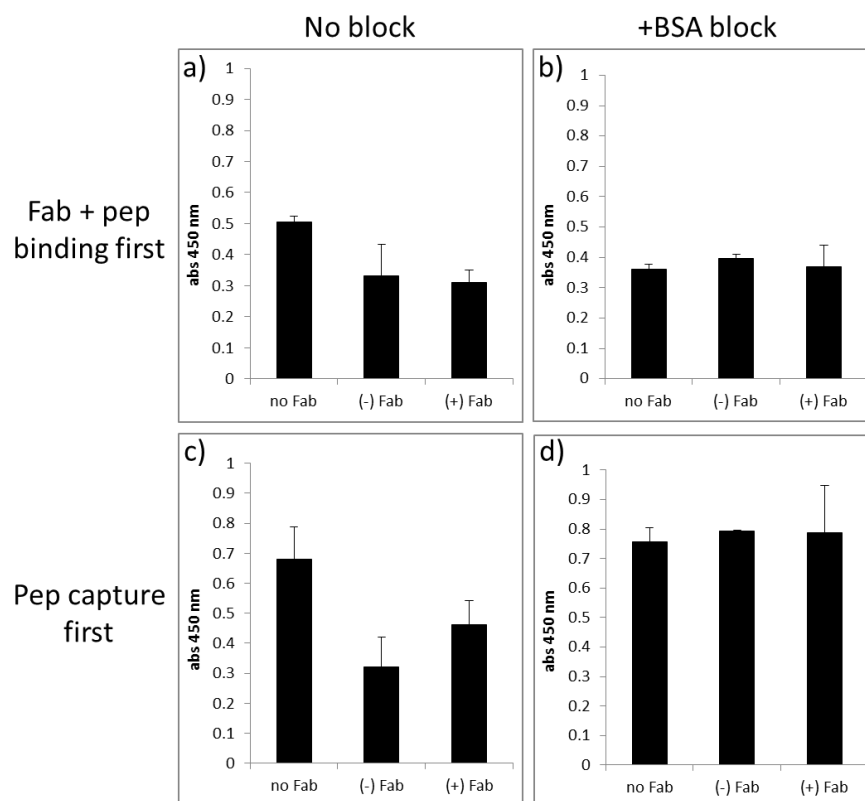 No block
+BSA block
Fab + pep
binding first
a)
1
0.9
0.8
0.7
0.6
0.5
0.4
0.3
0.2
0.1
0
abs 450 nm
no Fab
(-) Fab
(+) Fab
b)
1
0.9
0.8
0.7
0.6
0.5
0.4
0.3
0.2
0.1
0
abs 450 nm
no Fab
(-) Fab
(+) Fab
Pep capture
first
c)
1
0.9
0.8
0.7
0.6
0.5
0.4
0.3
0.2
0.1
0
abs 450 nm
no Fab
(-) Fab
(+) Fab
d)
1
0.9
0.8
0.7
0.6
0.5
0.4
0.3
0.2
0.1
0
abs 450 nm
no Fab
(-) Fab
(+) Fab